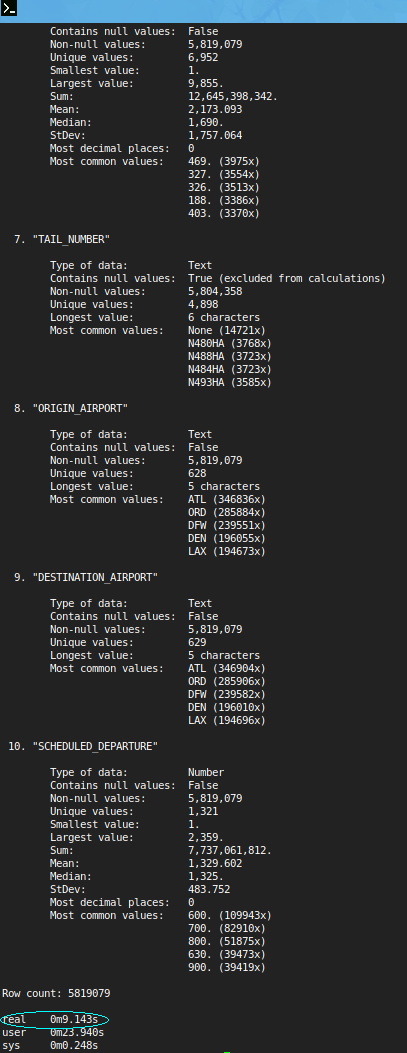 Contains null values: False
Non-null values: 5,819,079
Unique values: 6,952
Smallest value: 1.
Largest value: 9,855.
Sum: 12,645,398,342.
Mean: 2,173.093
Median: 1,690.
StDev: 1,757.064
Most decimal places: 0
Most common values: 469. (3975x)
327. (3554x)
326. (3513x)
188. (3386x)
403. (3370x)
7. "TAIL_NUMBER"
Type of data: Text
Contains null values: True (excluded from calculations)
Non-null values: 5,804,358
Unique values: 4,898
Longest value: 6 characters
Most common values: None (14721x)
N480HA (3768x)
N488HA (3723x)
N484HA (3723x)
N493HA (3585x)
8. "ORIGIN_AIRPORT"
Type of data: Text
Contains null values: False
Non-null values: 5,819,079
Unique values: 628
Longest value: 5 characters
Most common values: ATL (346836x)
ORD (285884x)
DFW (239551x)
DEN (196055x)
LAX (194673x)
9. "DESTINATION_AIRPORT"
Type of data: Text
Contains null values: False
Non-null values: 5,819,079
Unique values: 629
Longest value: 5 characters
Most common values: ATL (346904x)
ORD (285906x)
DFW (239582x)
DEN (196010x)
LAX (194696x)
10. "SCHEDULED_DEPARTURE"
Type of data: Number
Contains null values: False
Non-null values: 5,819,079
Unique values: 1,321
Smallest value: 1.
Largest value: 2,359.
Sum: 7,737,061,812.
Mean: 1,329.602
Median: 1,325.
StDev: 483.752
Most decimal places: 0
Most common values: 600. (109943x)
700. (82910x)
800. (51875x)
630. (39473x)
900. (39419x)
Row count: 5819079
real 0m9.143s
user 0m23.940s
sys 0m0.248s